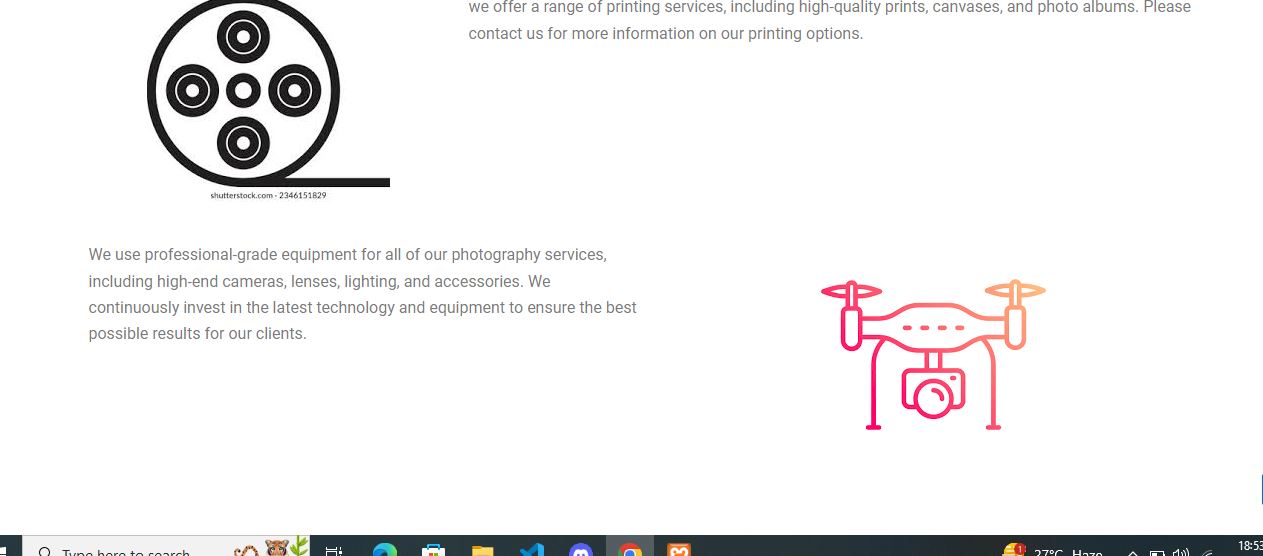 we offer a range of printing services, including high-quality prints, canvases, and photo albums. Please
contact us for more information on our printing options.
shutterstock.com · 2346151829
We use professional-grade equipment for all of our photography services,
including high-end cameras, lenses, lighting, and accessories. We
continuously invest in the latest technology and equipment to ensure the best
possible results for our clients.
Type here to search
1
27°C Haze
18:53